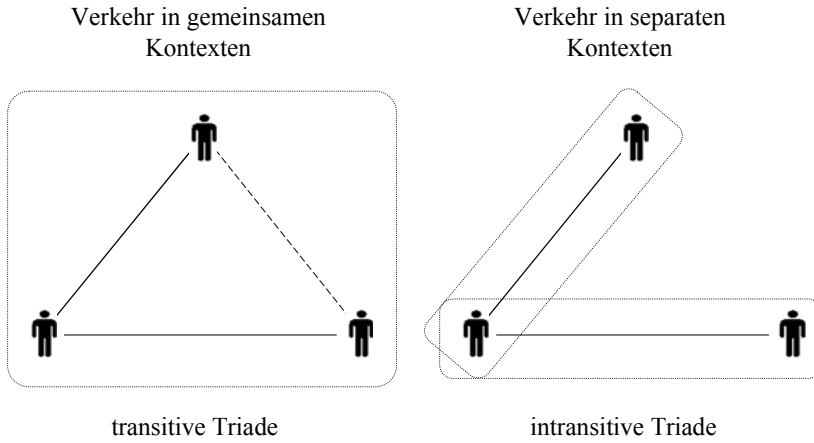 Verkehr in gemeinsamen
Kontexten
Verkehr in separaten
Kontexten
transitive Triade
intransitive Triade